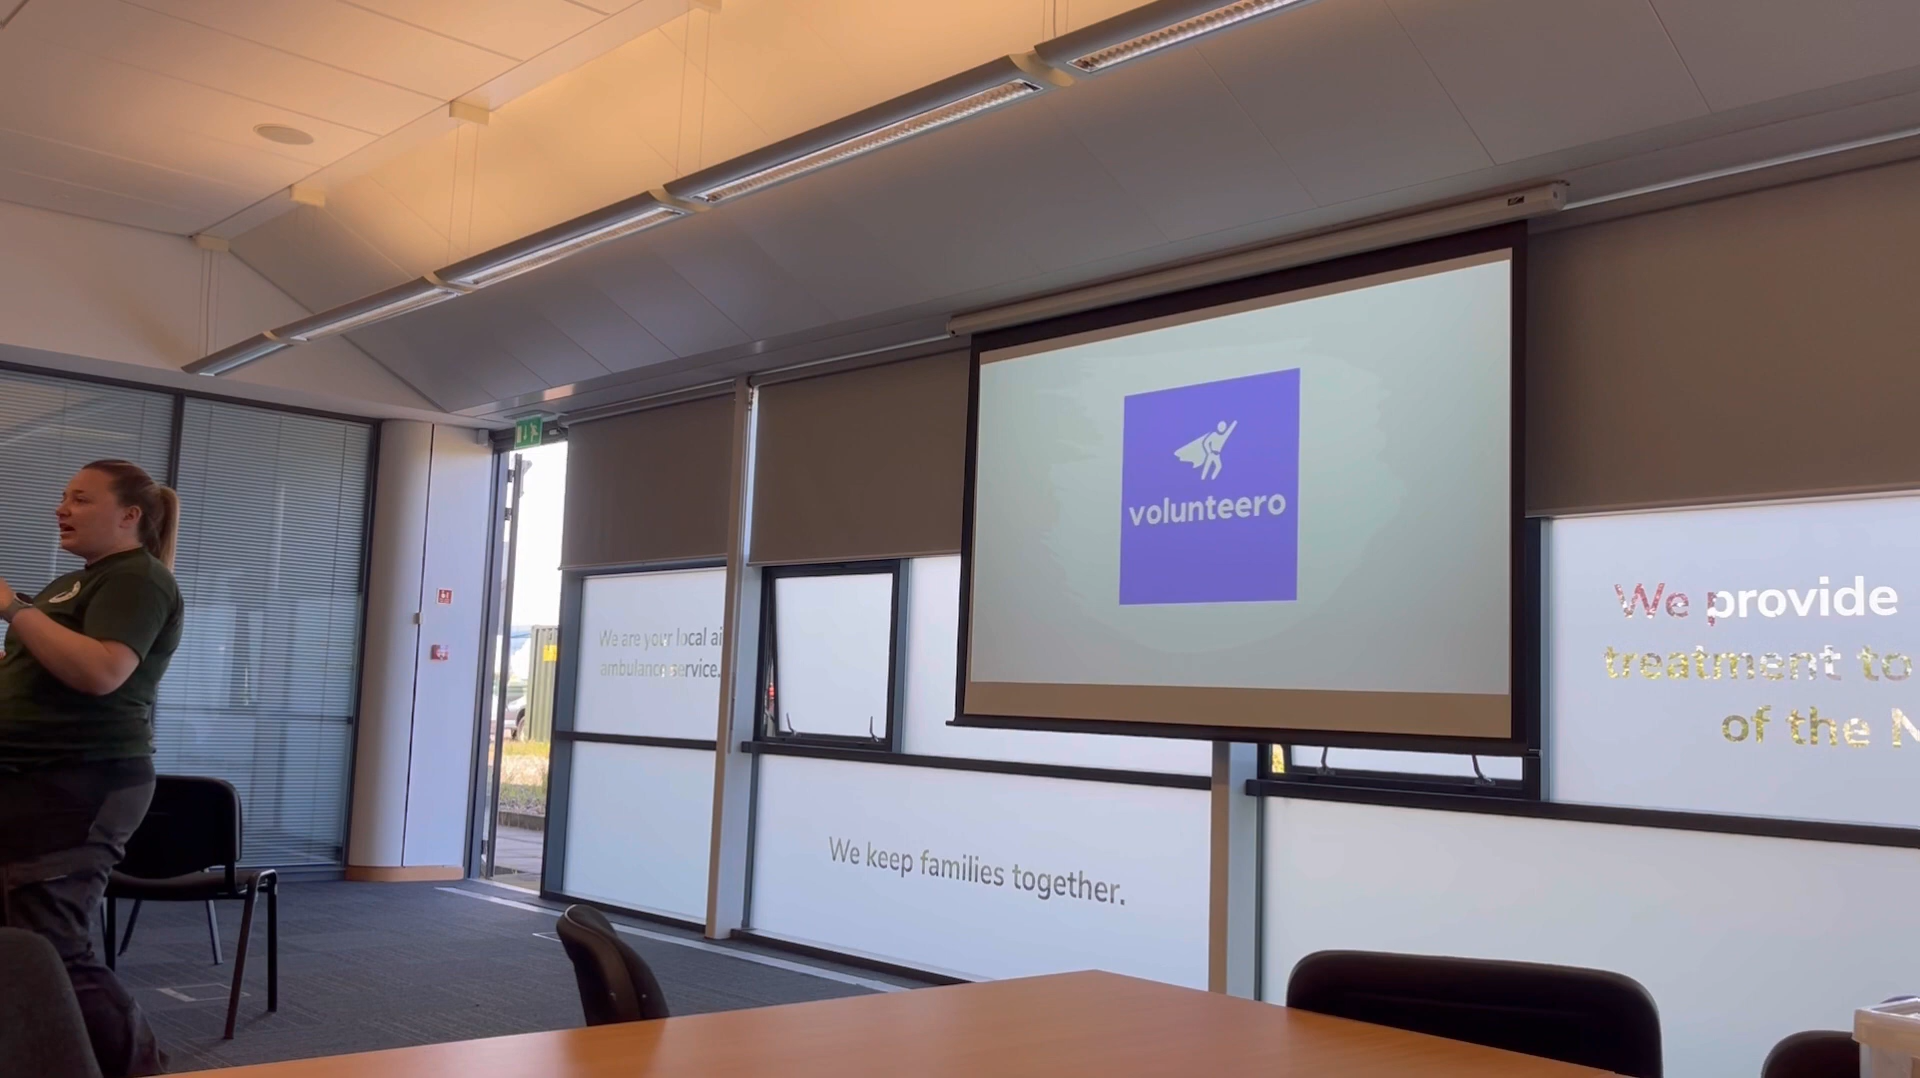 volunteero
We are your local ai
ambulance service.
We keep families together.
We provide
treatment to
of the N